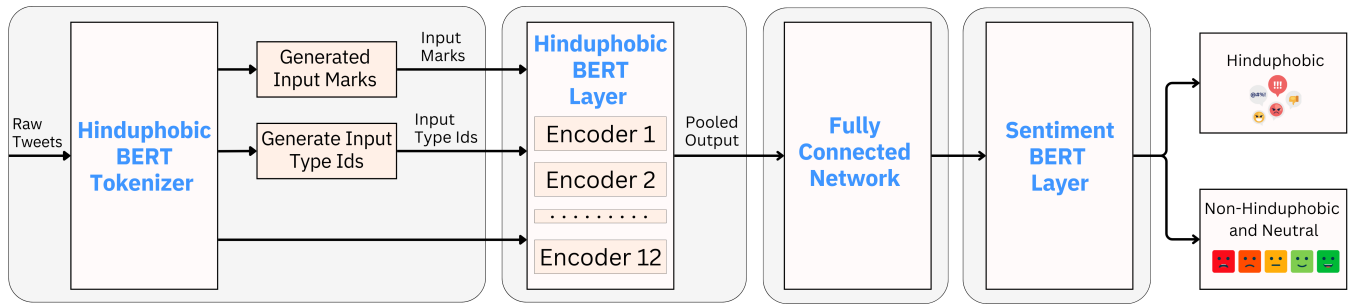 Raw
Tweets
Hinduphobic
BERT
Tokenizer
Generated
Input Marks
Generate Input
Type Ids
Input
Marks
Input
Type Ids
Hinduphobic
BERT
Layer
Encoder 1
Encoder 2
. . . . . . . . .
Encoder 12
Pooled
Output
Fully
Connected
Network
Sentiment
BERT
Layer
Hinduphobic
!!!
@#%!
Non-Hinduphobic
and Neutral